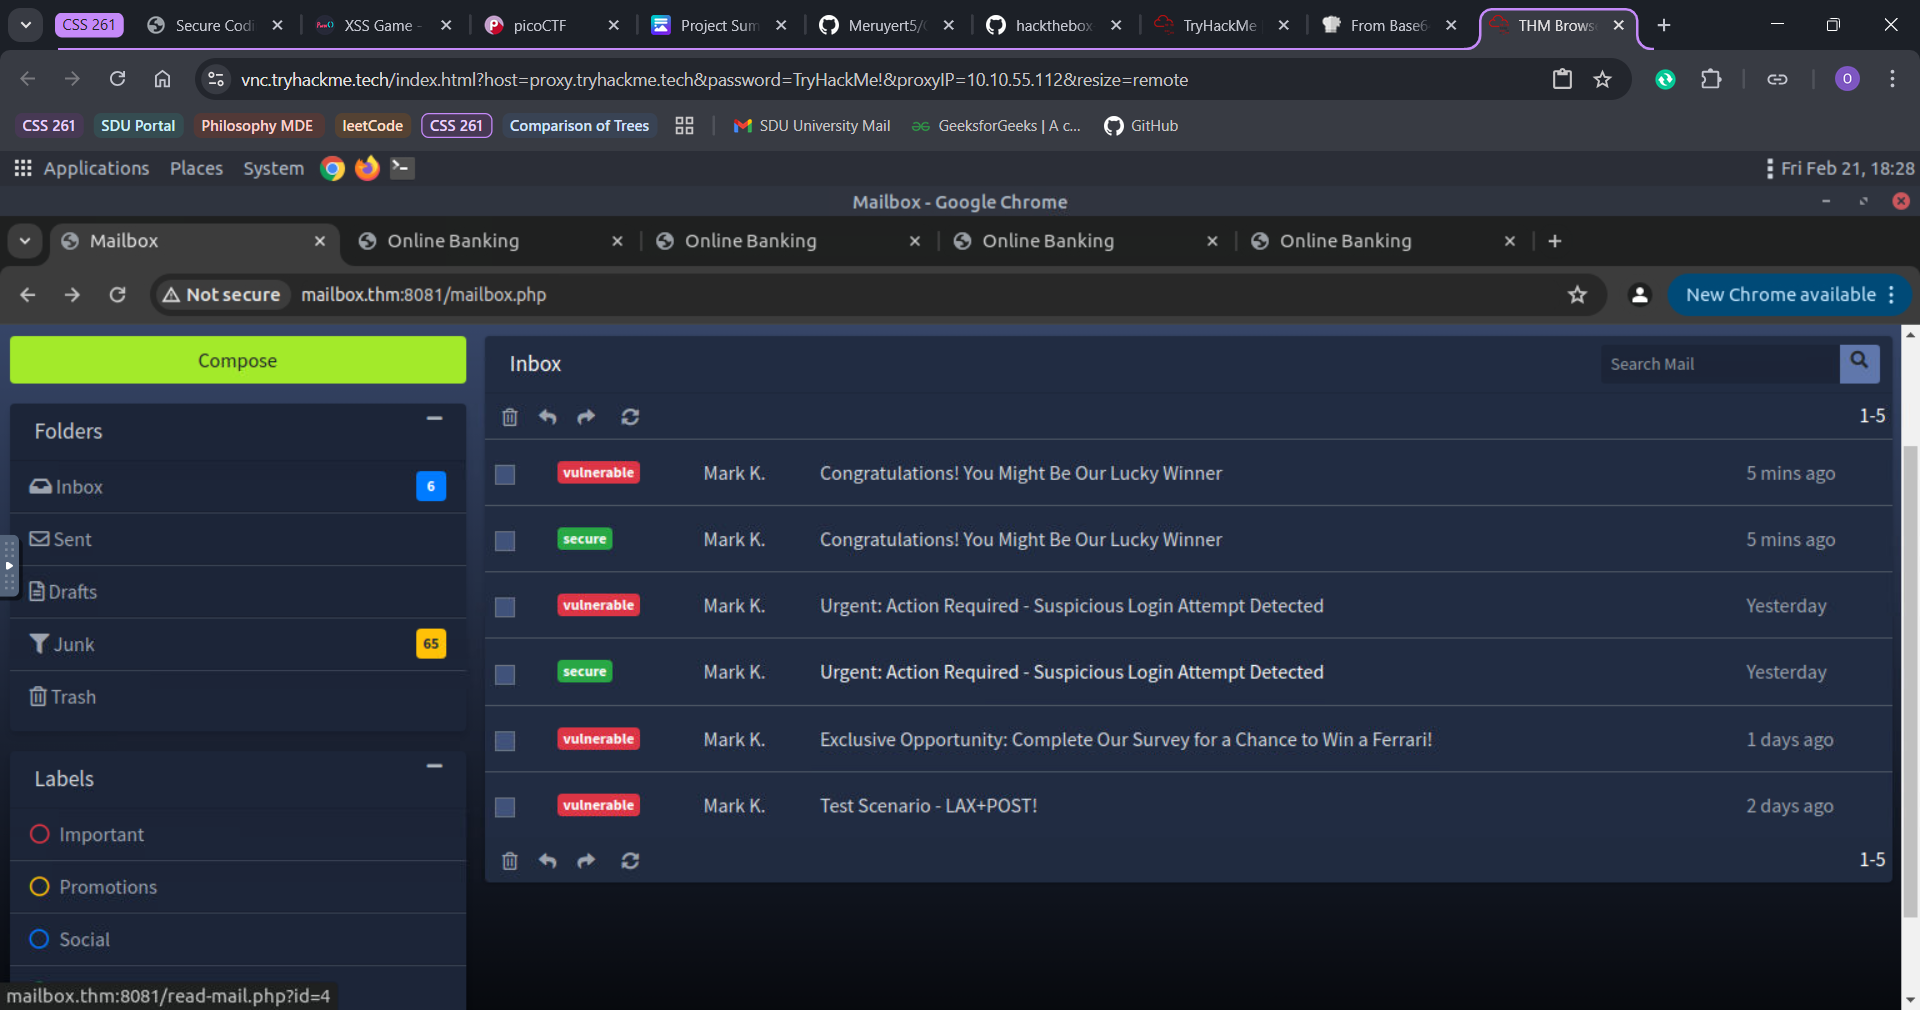 CSS 261
Secure Codi
XSS Game -
picoCTF
Project Sum
Meruyert5/
hackthebox
TryHackMe
From Base6
THM Brows
vnc.tryhackme.tech/index.html?host=proxy.tryhackme.tech&password=TryHackMe!&proxyIP=10.10.55.112&resize=remote
O
CSS 261 SDU Portal Philosophy MDE leetCode CSS 261 Comparison of Trees SDU University Mail GeeksforGeeks | A c... GitHub
Applications Places System Fri Feb 21, 18:28
Mailbox - Google Chrome
Mailbox Online Banking Online Banking Online Banking Online Banking
Not secure mailbox.thm:8081/mailbox.php New Chrome available
Compose
Folders
Inbox 6
Sent
Drafts
Junk 65
Trash
Labels
Important
Promotions
Social
Inbox Search Mail
1-5
vulnerable Mark K. Congratulations! You Might Be Our Lucky Winner 5 mins ago
secure Mark K. Congratulations! You Might Be Our Lucky Winner 5 mins ago
vulnerable Mark K. Urgent: Action Required - Suspicious Login Attempt Detected Yesterday
secure Mark K. Urgent: Action Required - Suspicious Login Attempt Detected Yesterday
vulnerable Mark K. Exclusive Opportunity: Complete Our Survey for a Chance to Win a Ferrari! 1 days ago
vulnerable Mark K. Test Scenario - LAX+POST! 2 days ago
1-5
mailbox.thm:8081/read-mail.php?id=4